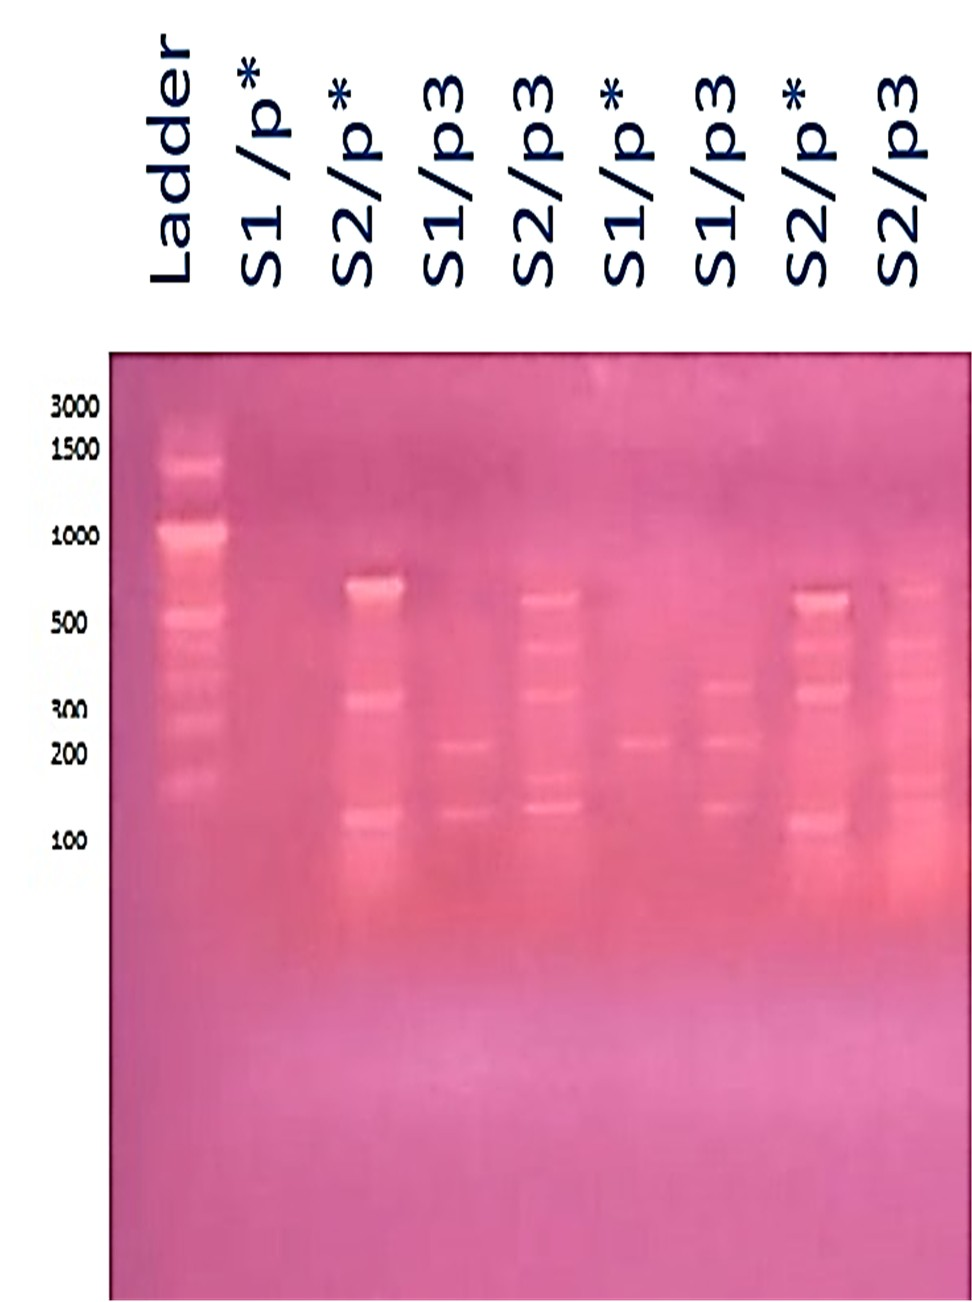 Ladder
S1 /p*
S2/p*
S1/p3
S2/p3
S1/p*
S1/p3
S2/p*
S2/p3
3000
1500
1000
500
300
200
100